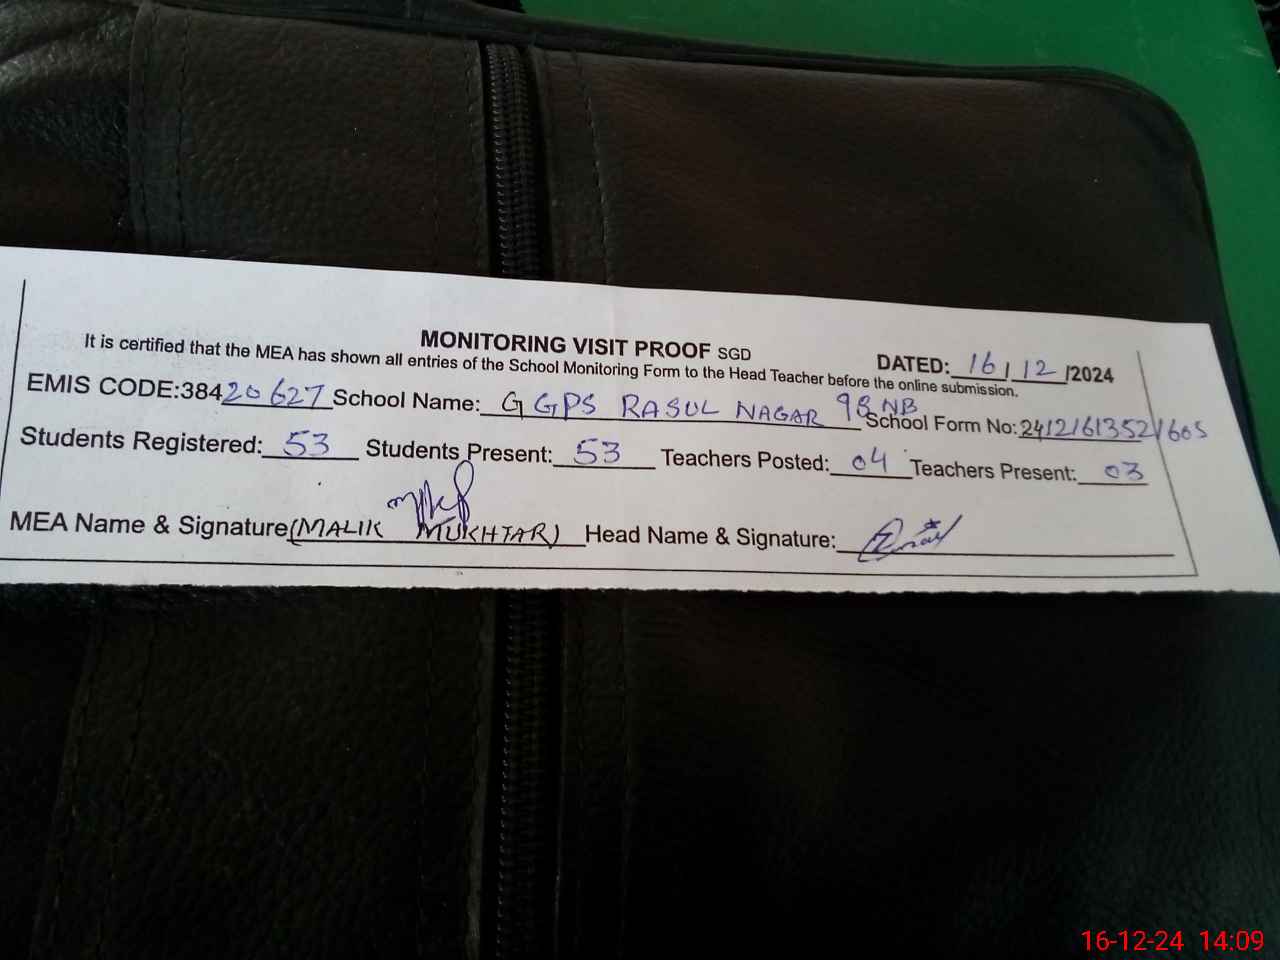 MONITORING VISIT PROOF SGD
DATED: 16/12/2024
It is certified that the MEA has shown all entries of the School Monitoring Form to the Head Teacher before the online submission.
EMIS CODE:38420627 School Name: GGPS RASUL NAGAR 98 NB School Form No: 24121613521605
Students Registered: 53 Students Present: 53 Teachers Posted: 04 Teachers Present: 03
MEA Name & Signature (MALIK MUKHTAR) Head Name & Signature:
16-12-24 14:09